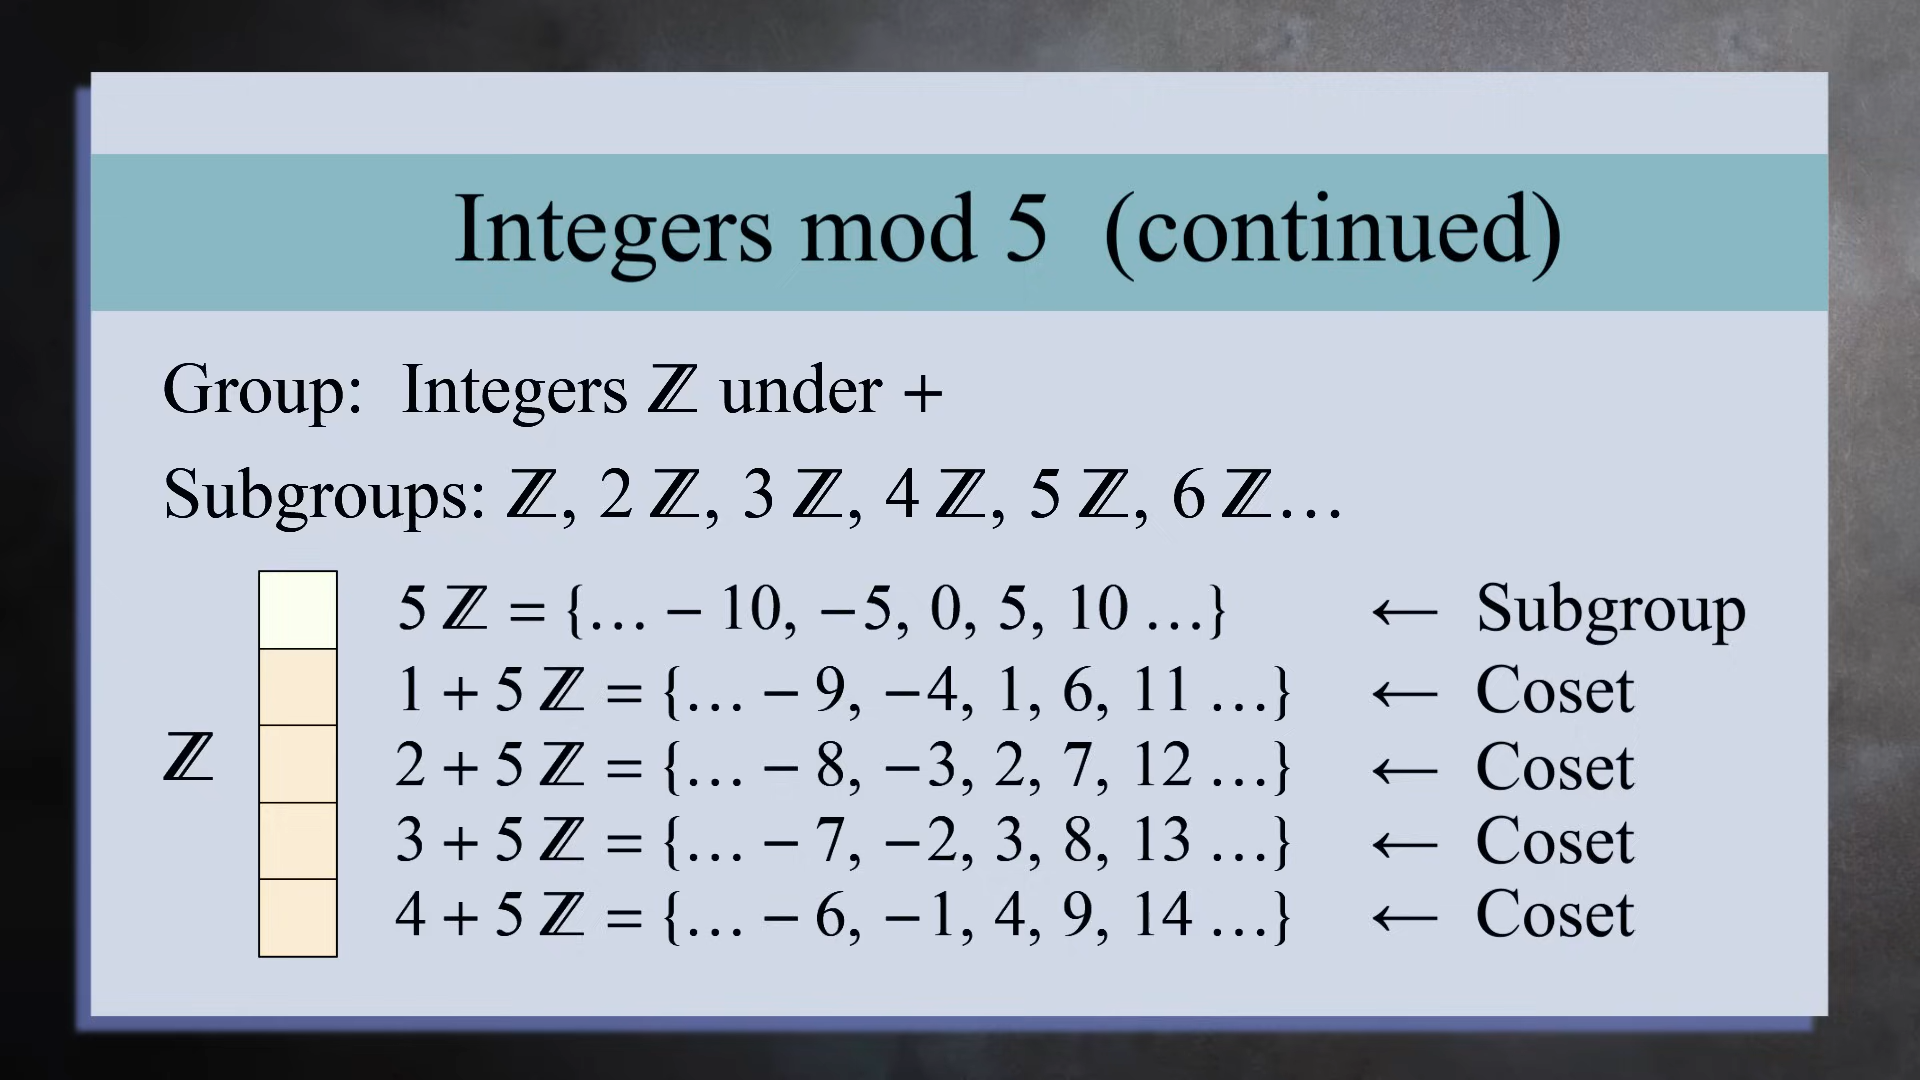 Integers mod 5 (continued)
Group: Integers ℤ under +
Subgroups: ℤ, 2 ℤ, 3 ℤ, 4 ℤ, 5 ℤ, 6 ℤ…
5 ℤ = {… − 10, −5, 0, 5, 10 …} ← Subgroup
1 + 5 ℤ = {… − 9, −4, 1, 6, 11 …} ← Coset
ℤ
2 + 5 ℤ = {… − 8, −3, 2, 7, 12 …} ← Coset
3 + 5 ℤ = {… − 7, −2, 3, 8, 13 …} ← Coset
4 + 5 ℤ = {… − 6, −1, 4, 9, 14 …} ← Coset